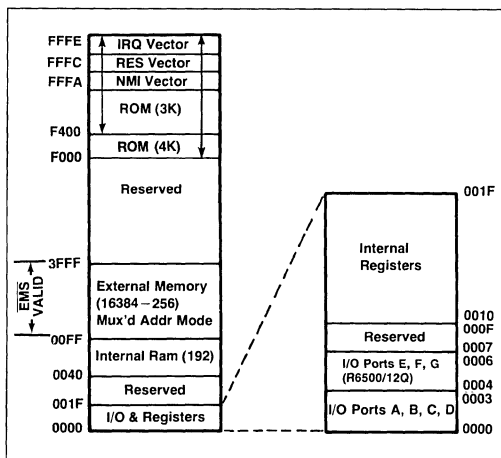 FFFE
IRQ Vector
FFFC
RES Vector
FFFA
NMI Vector
ROM (3K)
F400
ROM (4K)
F000
Reserved
3FFF
EMS
VALID
External Memory
(16384 – 256)
Mux'd Addr Mode
00FF
Internal Ram (192)
0040
Reserved
001F
I/O & Registers
0000
001F
Internal
Registers
0010
000F
Reserved
0007
0006
I/O Ports E, F, G
(R6500/12Q)
0004
0003
I/O Ports A, B, C, D
0000